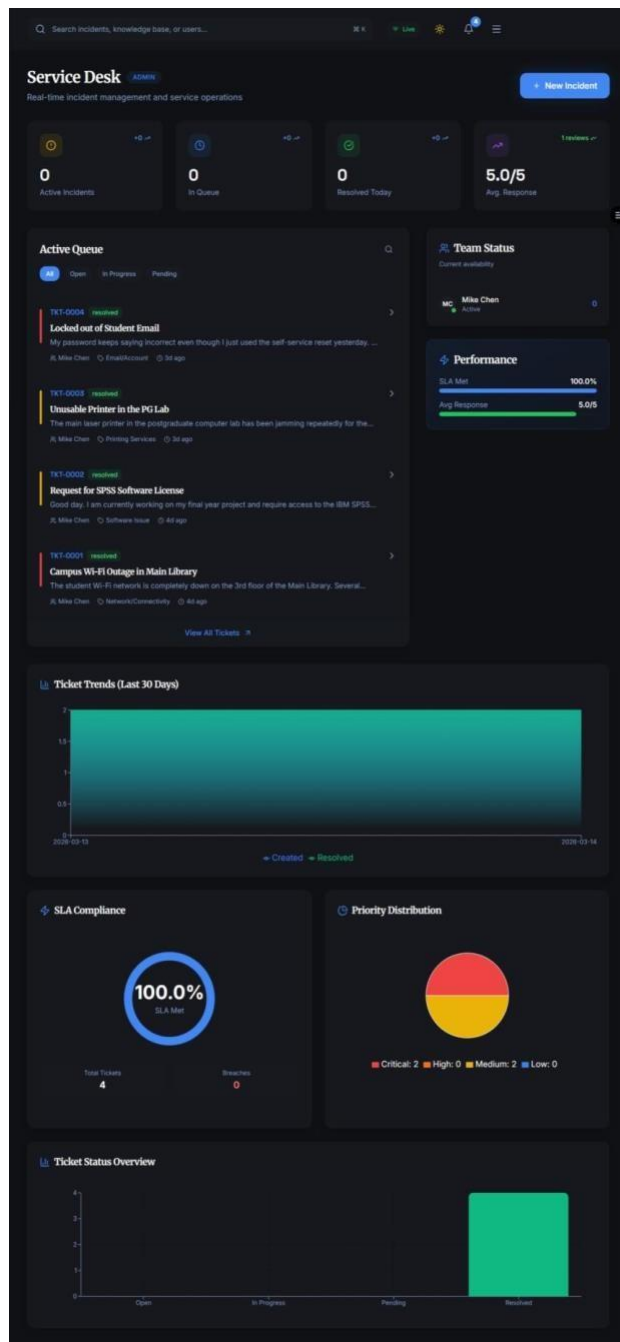 Search incidents, knowledge base, or users...
⌘ K
Live
4
Service Desk ADMIN
Real-time incident management and service operations
+ New Incident
+0
0
Active Incidents
+0
0
In Queue
+0
0
Resolved Today
1 reviews
5.0/5
Avg. Response
Active Queue
All Open In Progress Pending
TKT-0004 resolved
Locked out of Student Email
My password keeps saying incorrect even though I just used the self-service reset yesterday. ...
Mike Chen Email/Account 3d ago
TKT-0003 resolved
Unusable Printer in the PG Lab
The main laser printer in the postgraduate computer lab has been jamming repeatedly for the...
Mike Chen Printing Services 3d ago
TKT-0002 resolved
Request for SPSS Software License
Good day. I am currently working on my final year project and require access to the IBM SPSS...
Mike Chen Software Issue 4d ago
TKT-0001 resolved
Campus Wi-Fi Outage in Main Library
The student Wi-Fi network is completely down on the 3rd floor of the Main Library. Several...
Mike Chen Network/Connectivity 4d ago
View All Tickets
Team Status
Current availability
MC Mike Chen 0
Active
Performance
SLA Met 100.0%
Avg Response 5.0/5
Ticket Trends (Last 30 Days)
2
1.5
1
0.5
0
2026-03-13 2026-03-14
Created Resolved
SLA Compliance
100.0%
SLA Met
Total Tickets Breaches
4 0
Priority Distribution
Critical: 2 High: 0 Medium: 2 Low: 0
Ticket Status Overview
4
3
2
1
Open In Progress Pending Resolved